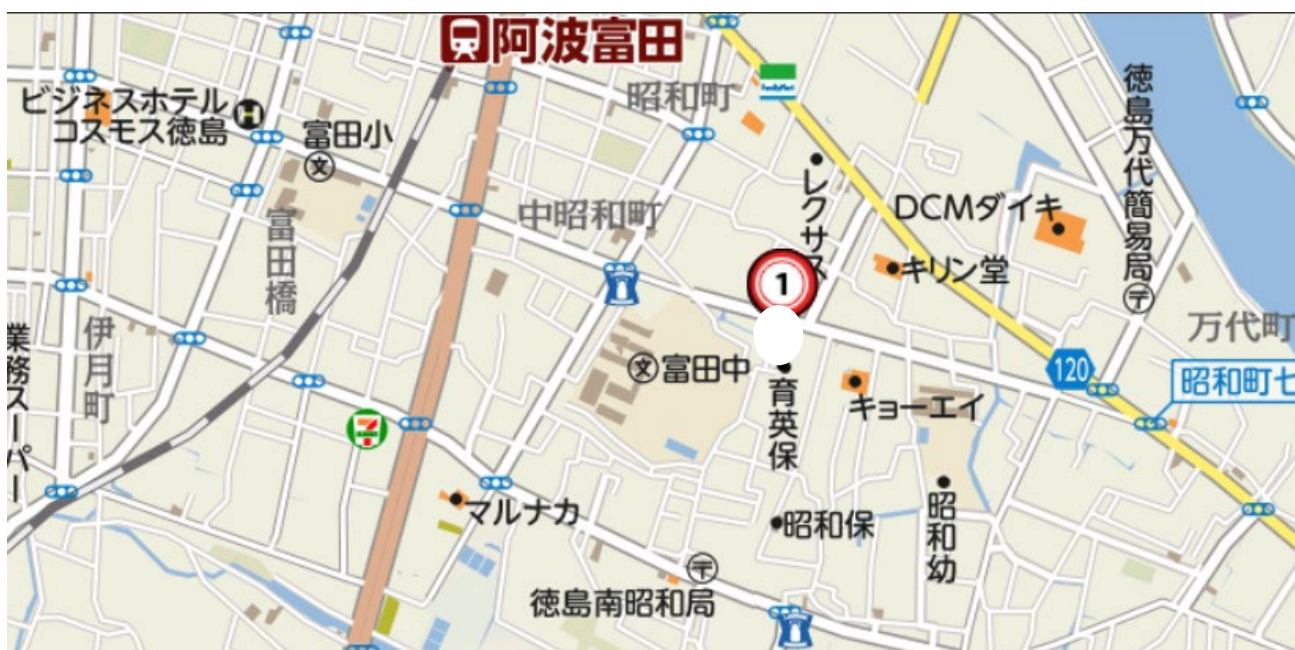 阿波富田
ビジネスホテル
コスモス徳島
H
富田小
文
富田橋
昭和町
FamilyMart
レクサス
DCMダイキ
キリン堂
徳島万代簡易局
〒
万代町
中昭和町
1
120
昭和町七
業務スーパー
伊月町
文
富田中
育英保
キョーエイ
7
マルナカ
昭和保
昭和幼
〒
徳島南昭和局